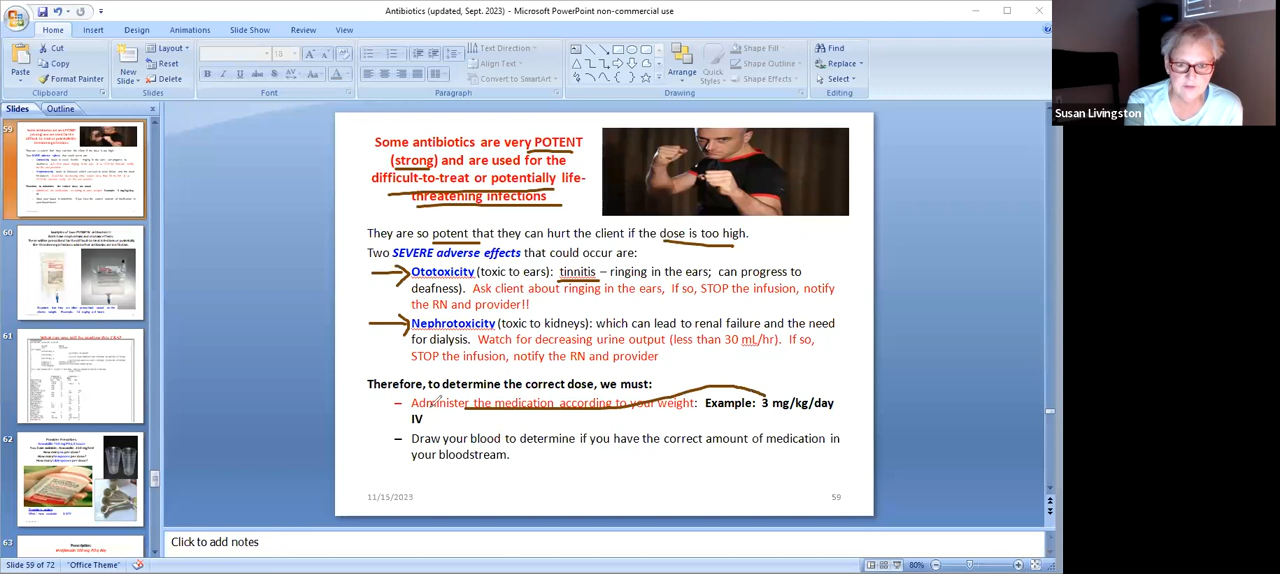 Antibiotics (updated, Sept. 2023) - Microsoft PowerPoint non-commercial use
Home Insert Design Animations Slide Show Review View
Paste
Cut
Copy
Format Painter
Clipboard
New Slide
Layout
Reset
Delete
Slides
18
Font
Text Direction
Align Text
Convert to SmartArt
Paragraph
Arrange
Quick Styles
Shape Fill
Shape Outline
Shape Effects
Drawing
Find
Replace
Select
Editing
Susan Livingston
Slides Outline
59
60
61
62
63
Some antibiotics are very POTENT
(strong) and are used for the
difficult-to-treat or potentially life-
threatening infections
They are so potent that they can hurt the client if the dose is too high.
Two SEVERE adverse effects that could occur are:
Ototoxicity (toxic to ears): tinnitis – ringing in the ears; can progress to
deafness). Ask client about ringing in the ears, If so, STOP the infusion, notify
the RN and provider!!
Nephrotoxicity (toxic to kidneys): which can lead to renal failure and the need
for dialysis. Watch for decreasing urine output (less than 30 mL/hr). If so,
STOP the infusion, notify the RN and provider
Therefore, to determine the correct dose, we must:
– Administer the medication according to your weight: Example: 3 mg/kg/day
IV
– Draw your blood to determine if you have the correct amount of medication in
your bloodstream.
11/15/2023
59
Click to add notes
Slide 59 of 72 "Office Theme"
80%